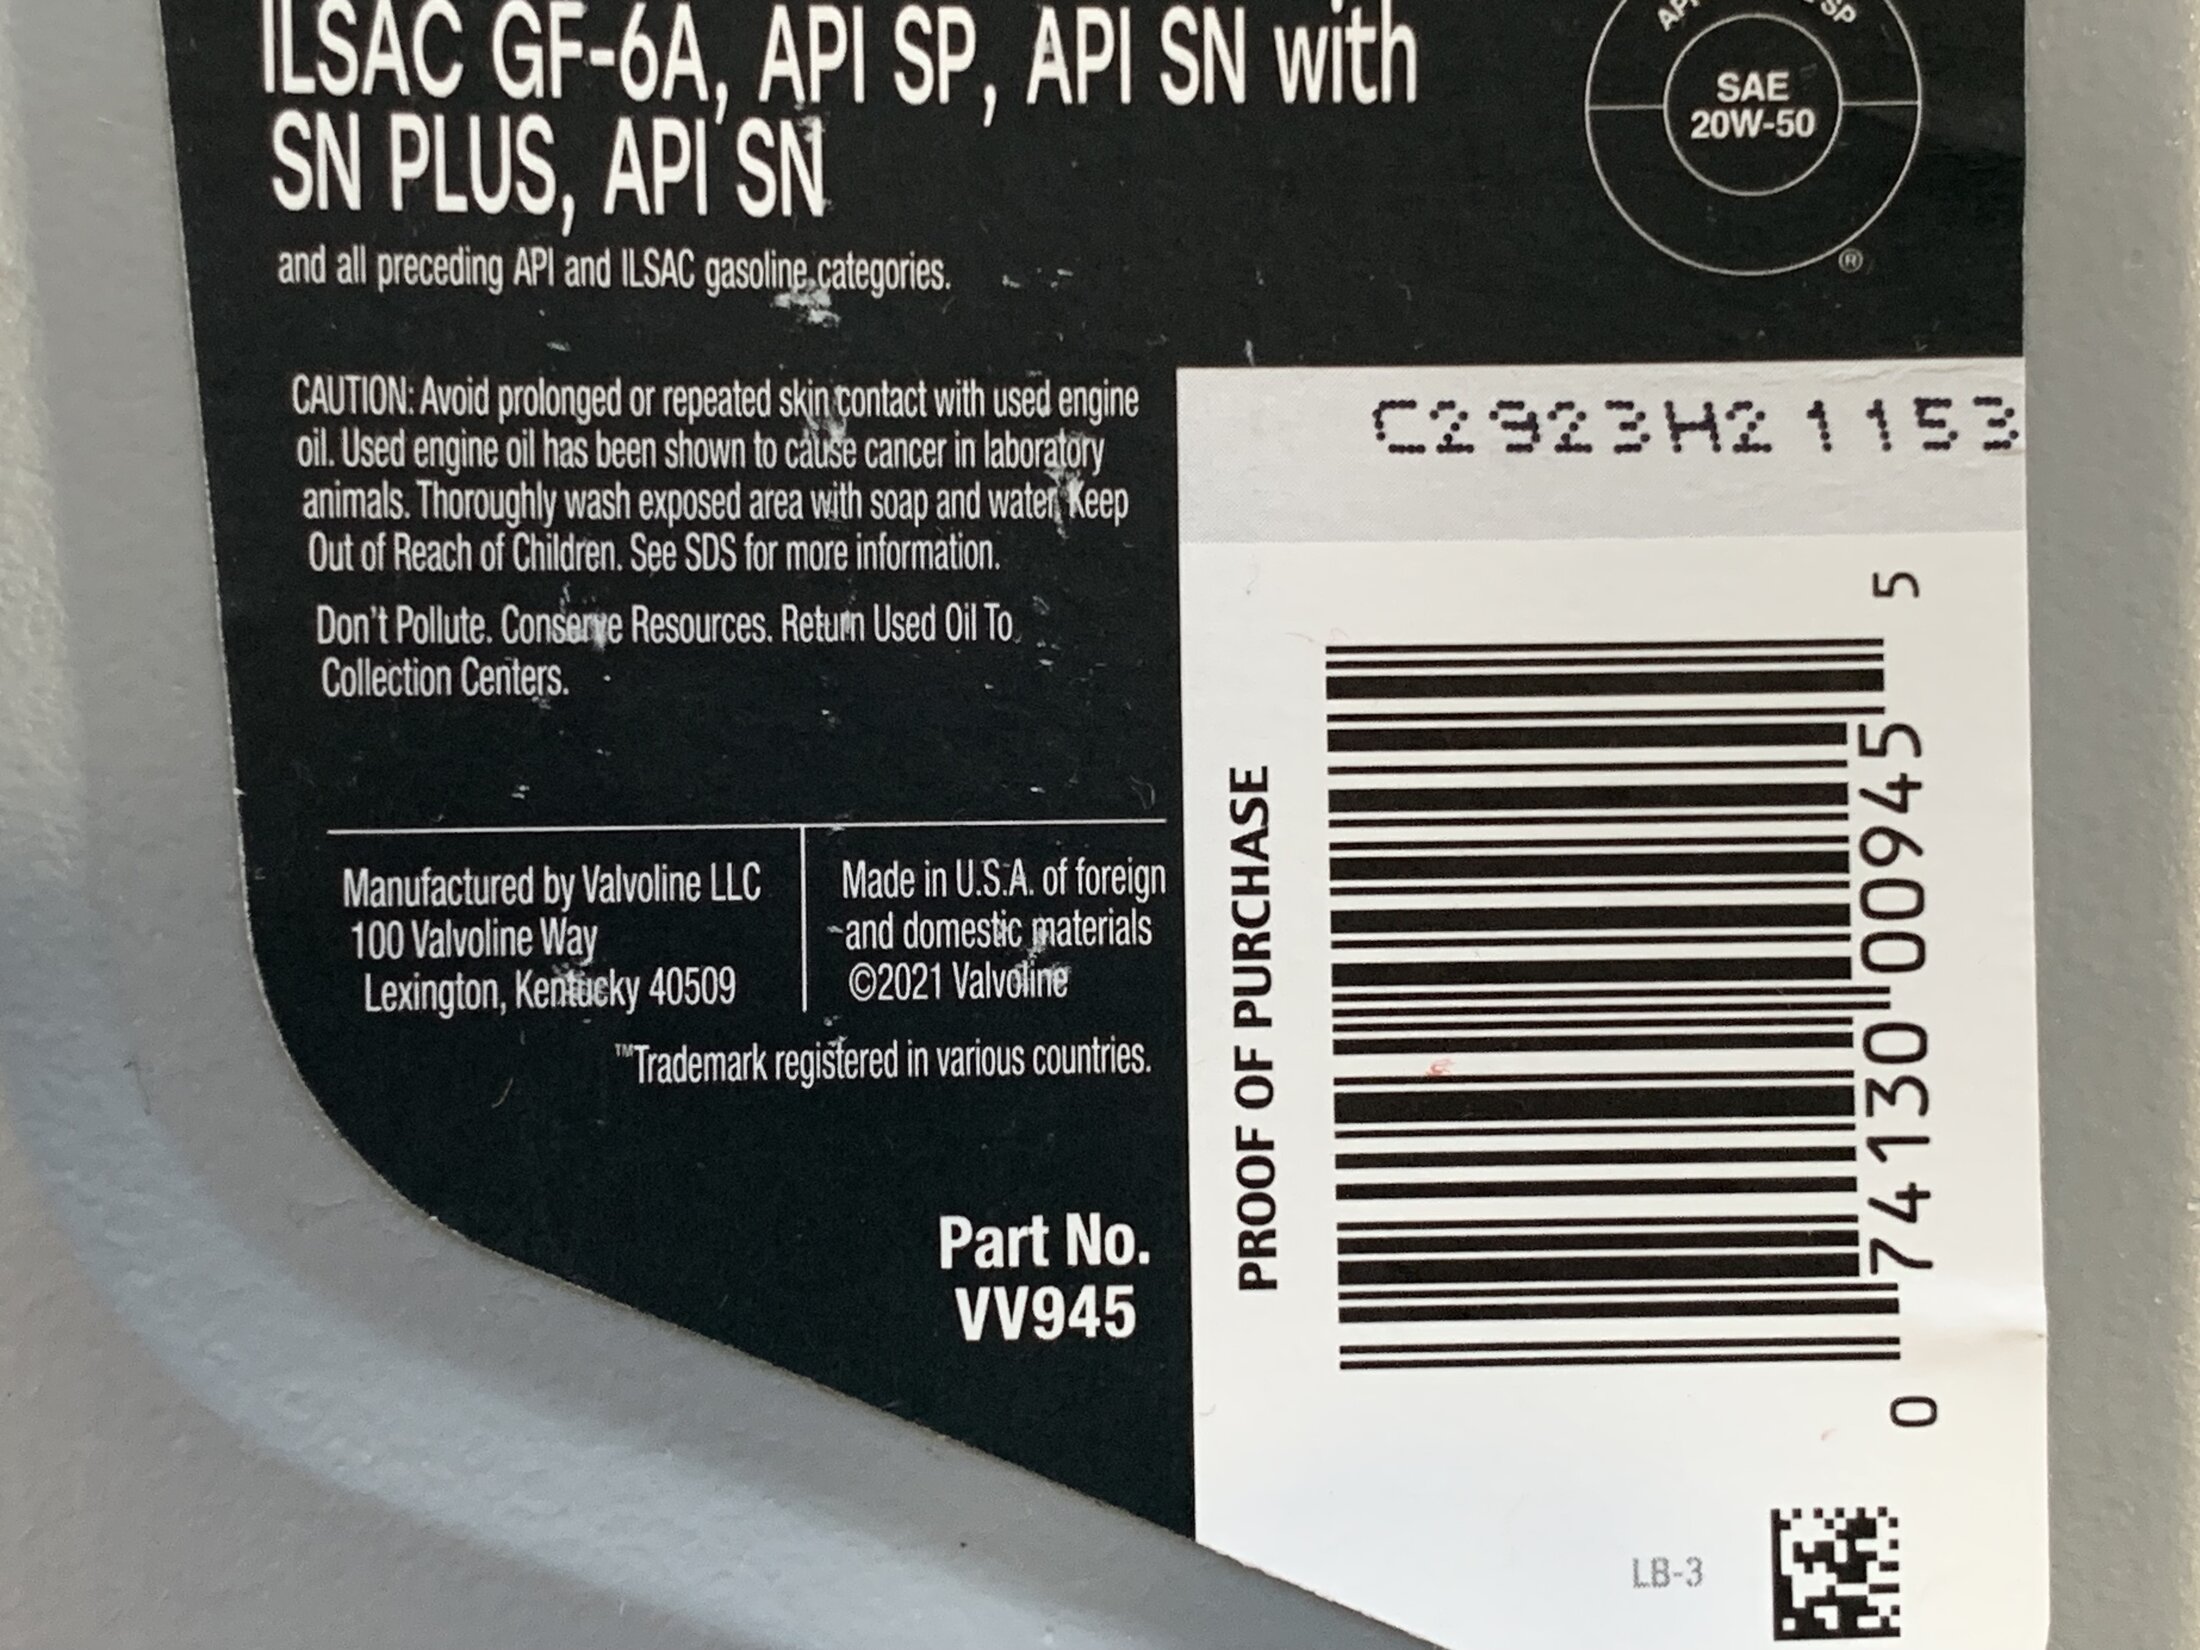 ILSAC GF-6A, API SP, API SN with
SN PLUS, API SN
and all preceding API and ILSAC gasoline categories.
SP
SAE
20W-50
®
CAUTION: Avoid prolonged or repeated skin contact with used engine
oil. Used engine oil has been shown to cause cancer in laboratory
animals. Thoroughly wash exposed area with soap and water. Keep
Out of Reach of Children. See SDS for more information.
Don't Pollute. Conserve Resources. Return Used Oil To
Collection Centers.
Manufactured by Valvoline LLC
100 Valvoline Way
Lexington, Kentucky 40509
Made in U.S.A. of foreign
and domestic materials
©2021 Valvoline
™Trademark registered in various countries.
Part No.
VV945
C2923H2 1153
PROOF OF PURCHASE
0 74130 00945 5
LB-3